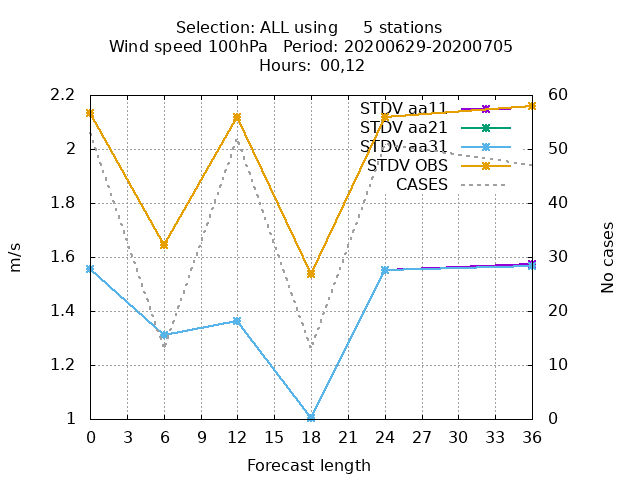 Selection: ALL using     5 stations
Wind speed 100hPa   Period: 20200629-20200705
Hours:  00,12
STDV aa11
STDV aa21
STDV aa31
STDV OBS
CASES
2.2
2
1.8
1.6
1.4
1.2
1
m/s
60
50
40
30
20
10
0
No cases
0 3 6 9 12 15 18 21 24 27 30 33 36
Forecast length